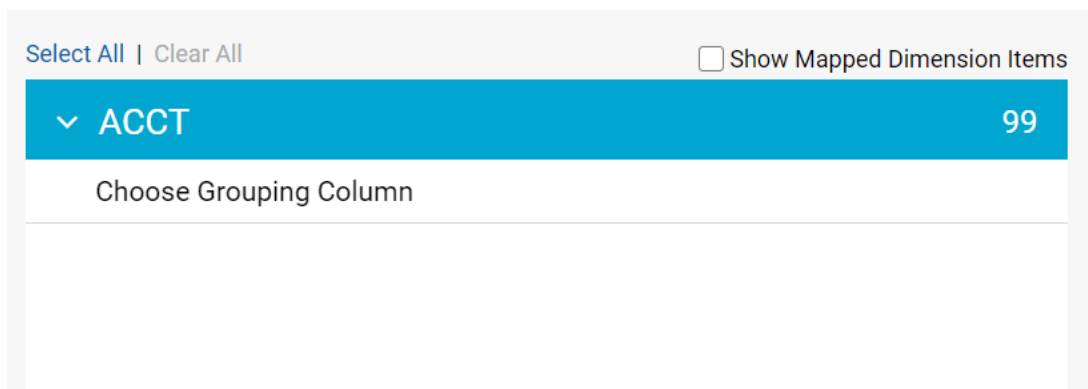 Select All | Clear All
Show Mapped Dimension Items
ACCT 99
Choose Grouping Column